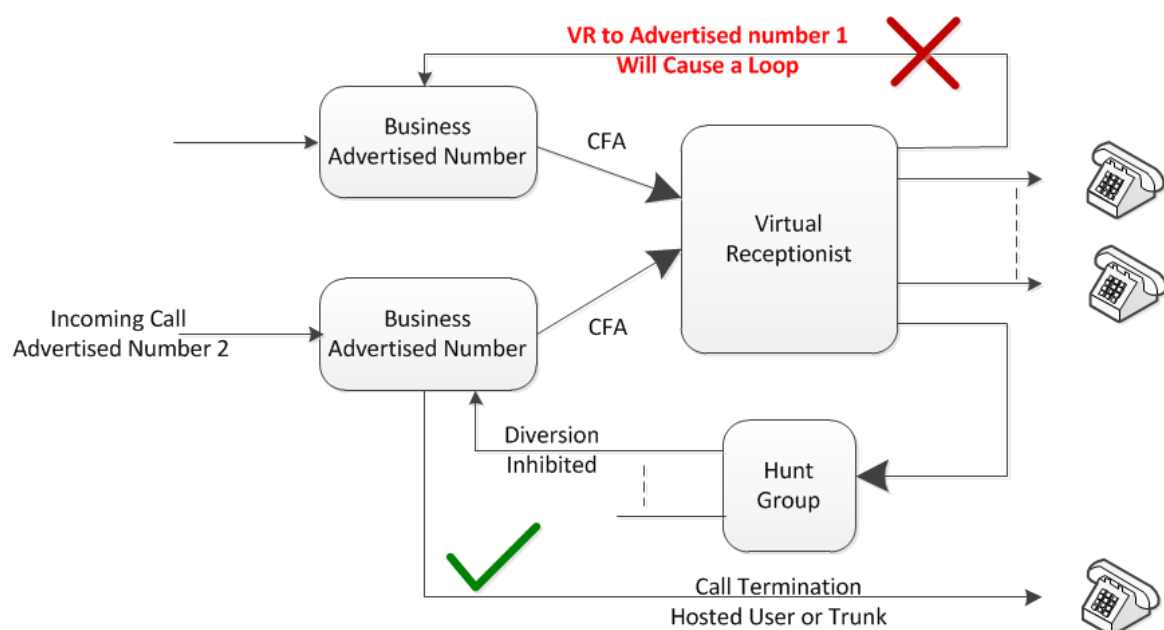 VR to Advertised number 1
Will Cause a Loop
Business
Advertised Number
CFA
Virtual
Receptionist
Incoming Call
Advertised Number 2
Business
Advertised Number
CFA
Diversion
Inhibited
Hunt
Group
Call Termination
Hosted User or Trunk